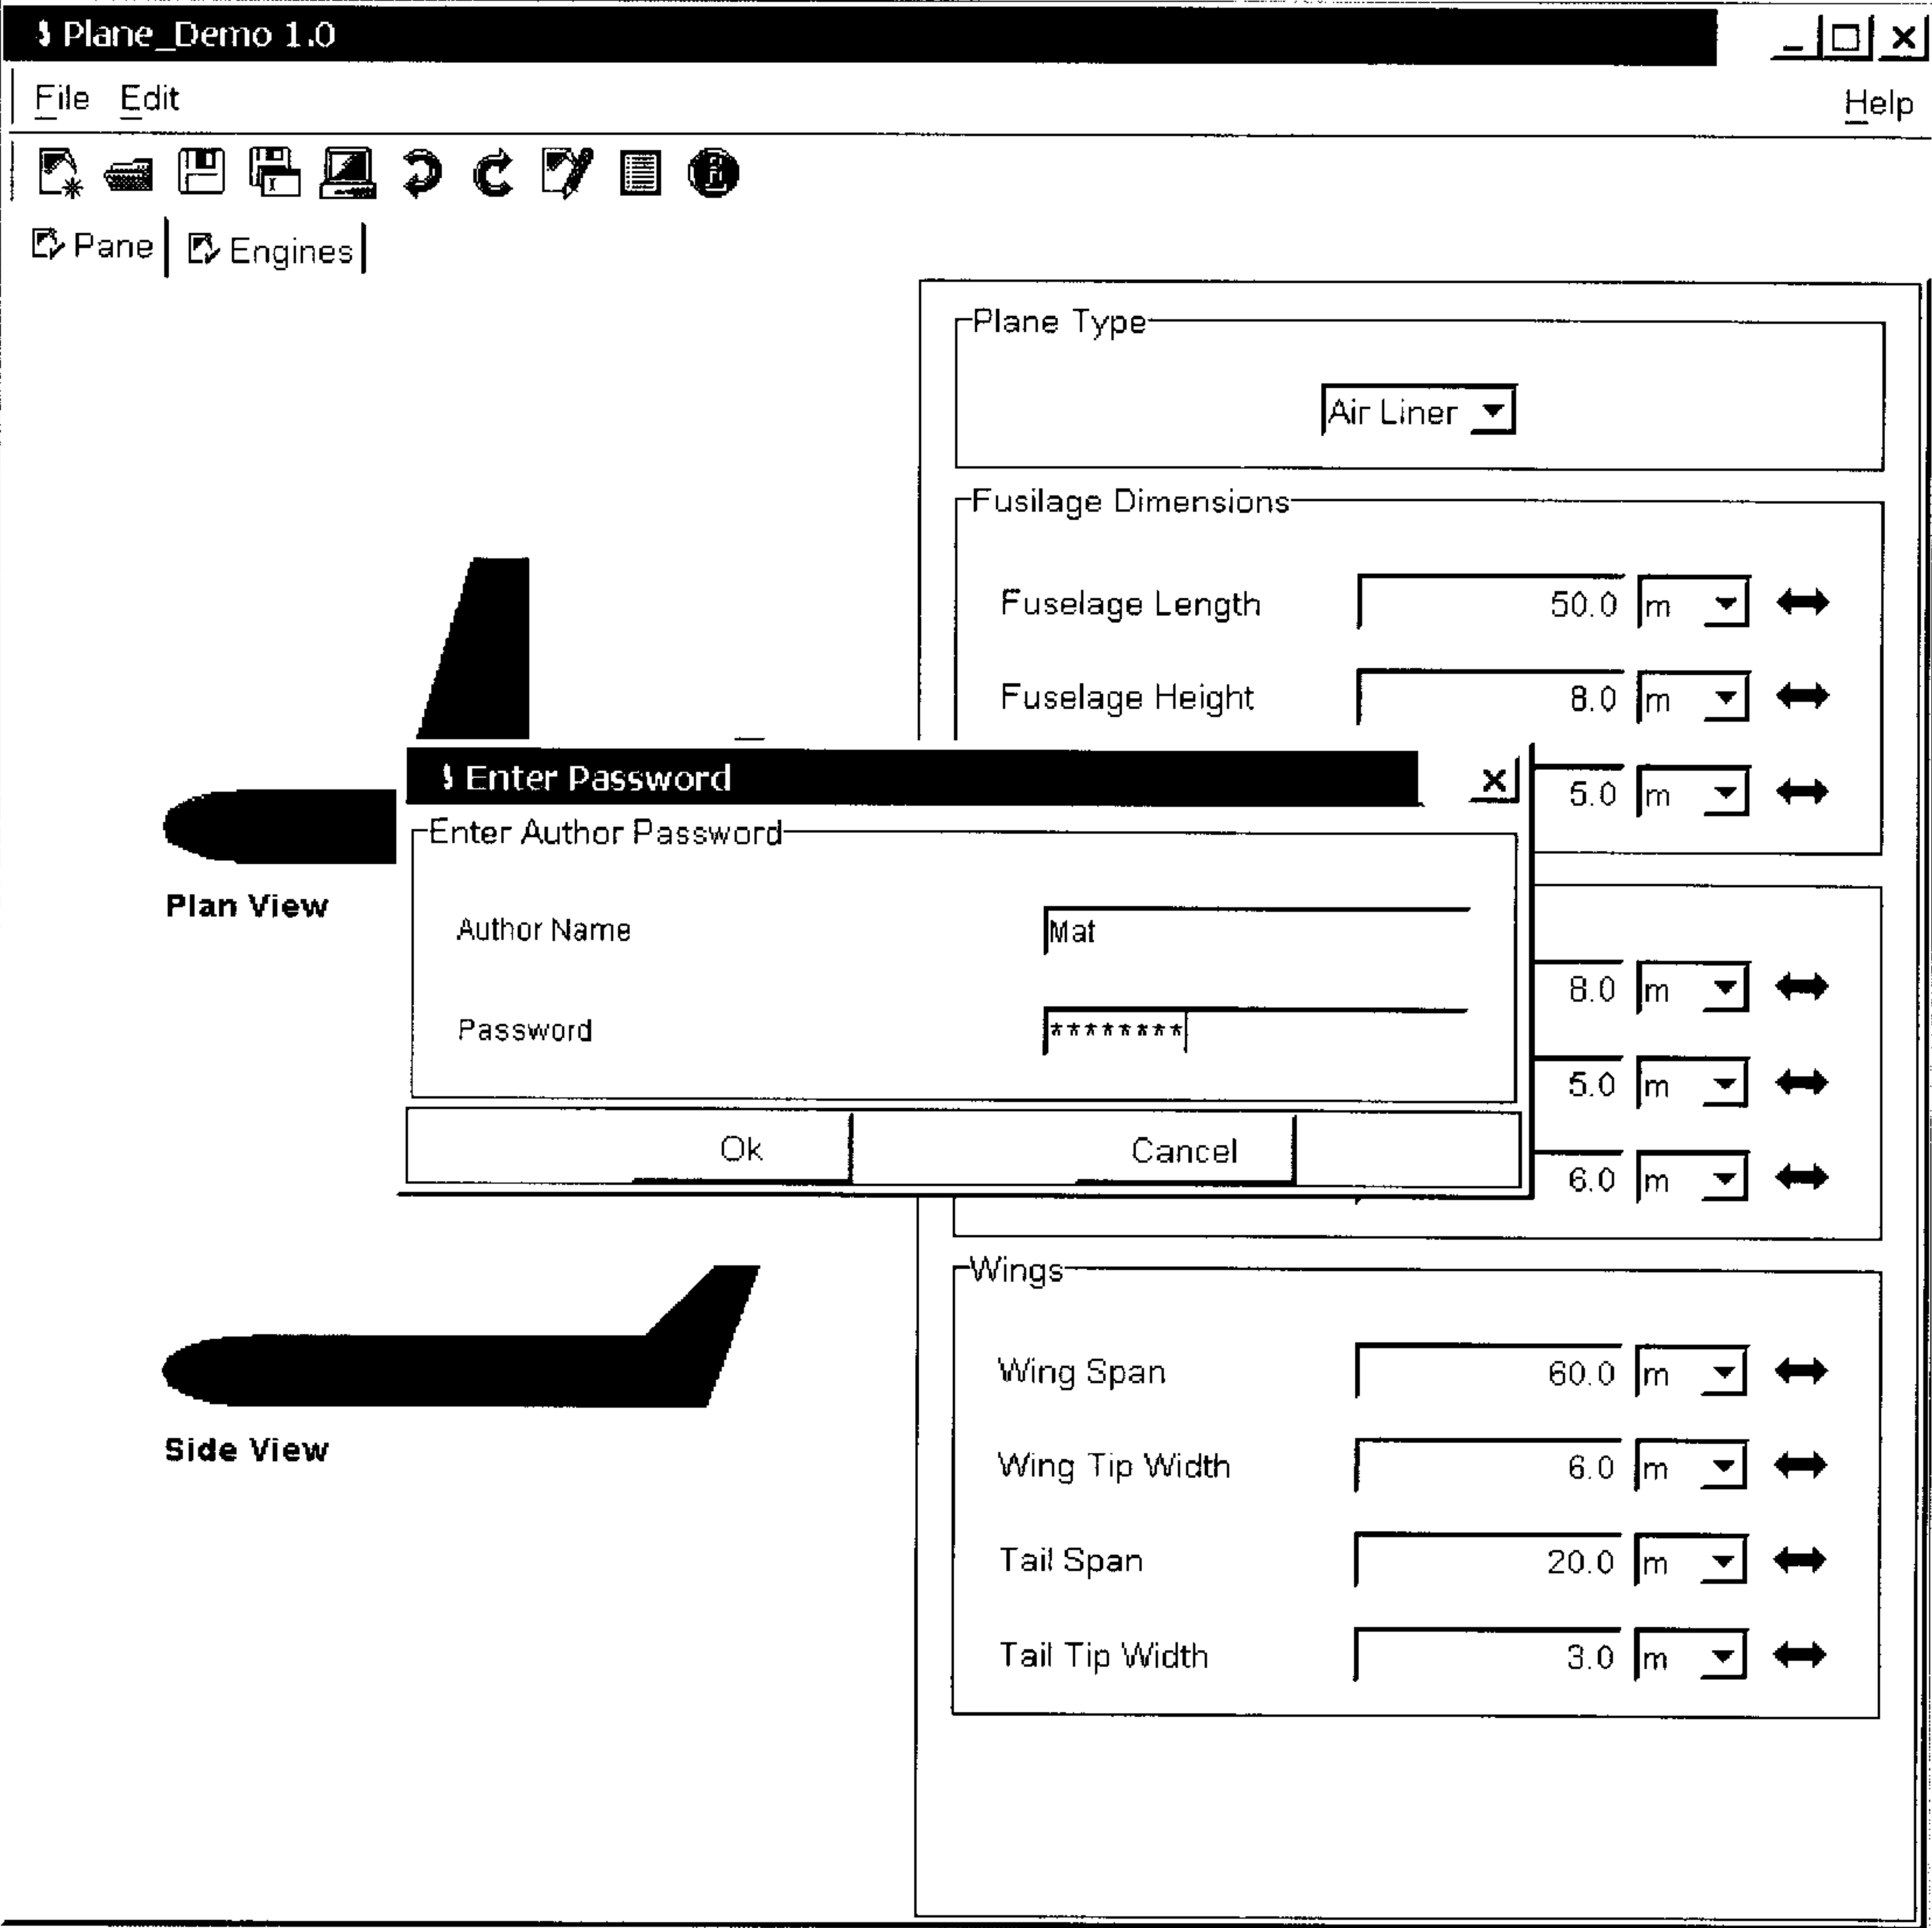 Plane_Demo 1.0
File Edit Help
Pane Engines
Plane Type
Air Liner
Fusilage Dimensions
Fuselage Length 50.0 m
Fuselage Height 8.0 m
5.0 m
Enter Password
Enter Author Password
Author Name Mat
Password ********
Ok Cancel
Plan View
8.0 m
5.0 m
6.0 m
Wings
Wing Span 60.0 m
Wing Tip Width 6.0 m
Tail Span 20.0 m
Tail Tip Width 3.0 m
Side View